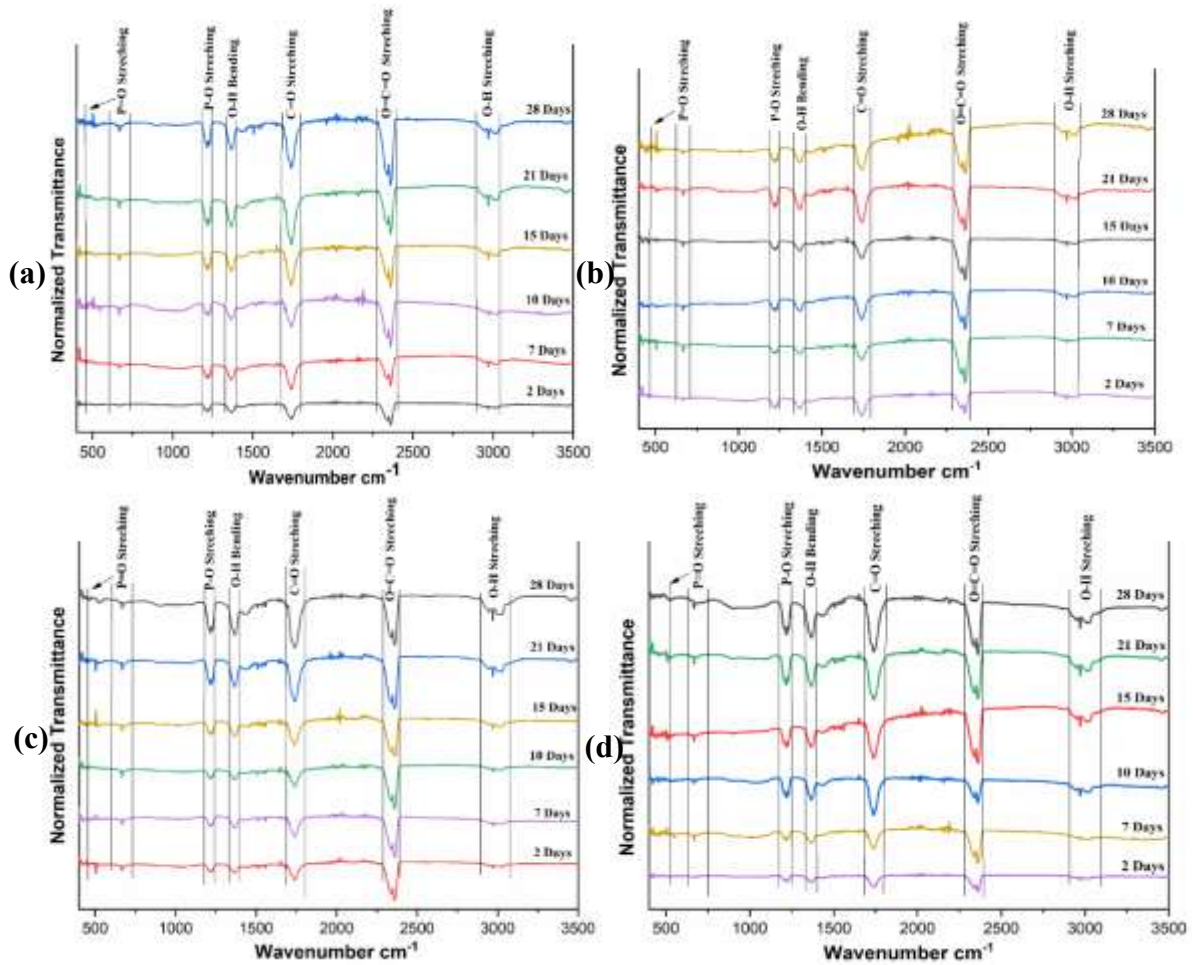 (a)
Normalized Transmittance
P=O Streching
P-O Streching
O-H Bending
C=O Streching
O=C=O Streching
O-H Streching
28 Days
21 Days
15 Days
10 Days
7 Days
2 Days
500 1000 1500 2000 2500 3000 3500
Wavenumber cm⁻¹
(b)
Normalized Transmittance
P=O Streching
P-O Streching
O-H Bending
C=O Streching
O=C=O Streching
O-H Streching
28 Days
21 Days
15 Days
10 Days
7 Days
2 Days
500 1000 1500 2000 2500 3000 3500
Wavenumber cm⁻¹
(c)
Normalized Transmittance
P=O Streching
P-O Streching
O-H Bending
C=O Streching
O=C=O Streching
O-H Streching
28 Days
21 Days
15 Days
10 Days
7 Days
2 Days
500 1000 1500 2000 2500 3000 3500
Wavenumber cm⁻¹
(d)
Normalized Transmittance
P=O Streching
P-O Streching
O-H Bending
C=O Streching
O=C=O Streching
O-H Streching
28 Days
21 Days
15 Days
10 Days
7 Days
2 Days
500 1000 1500 2000 2500 3000 3500
Wavenumber cm⁻¹